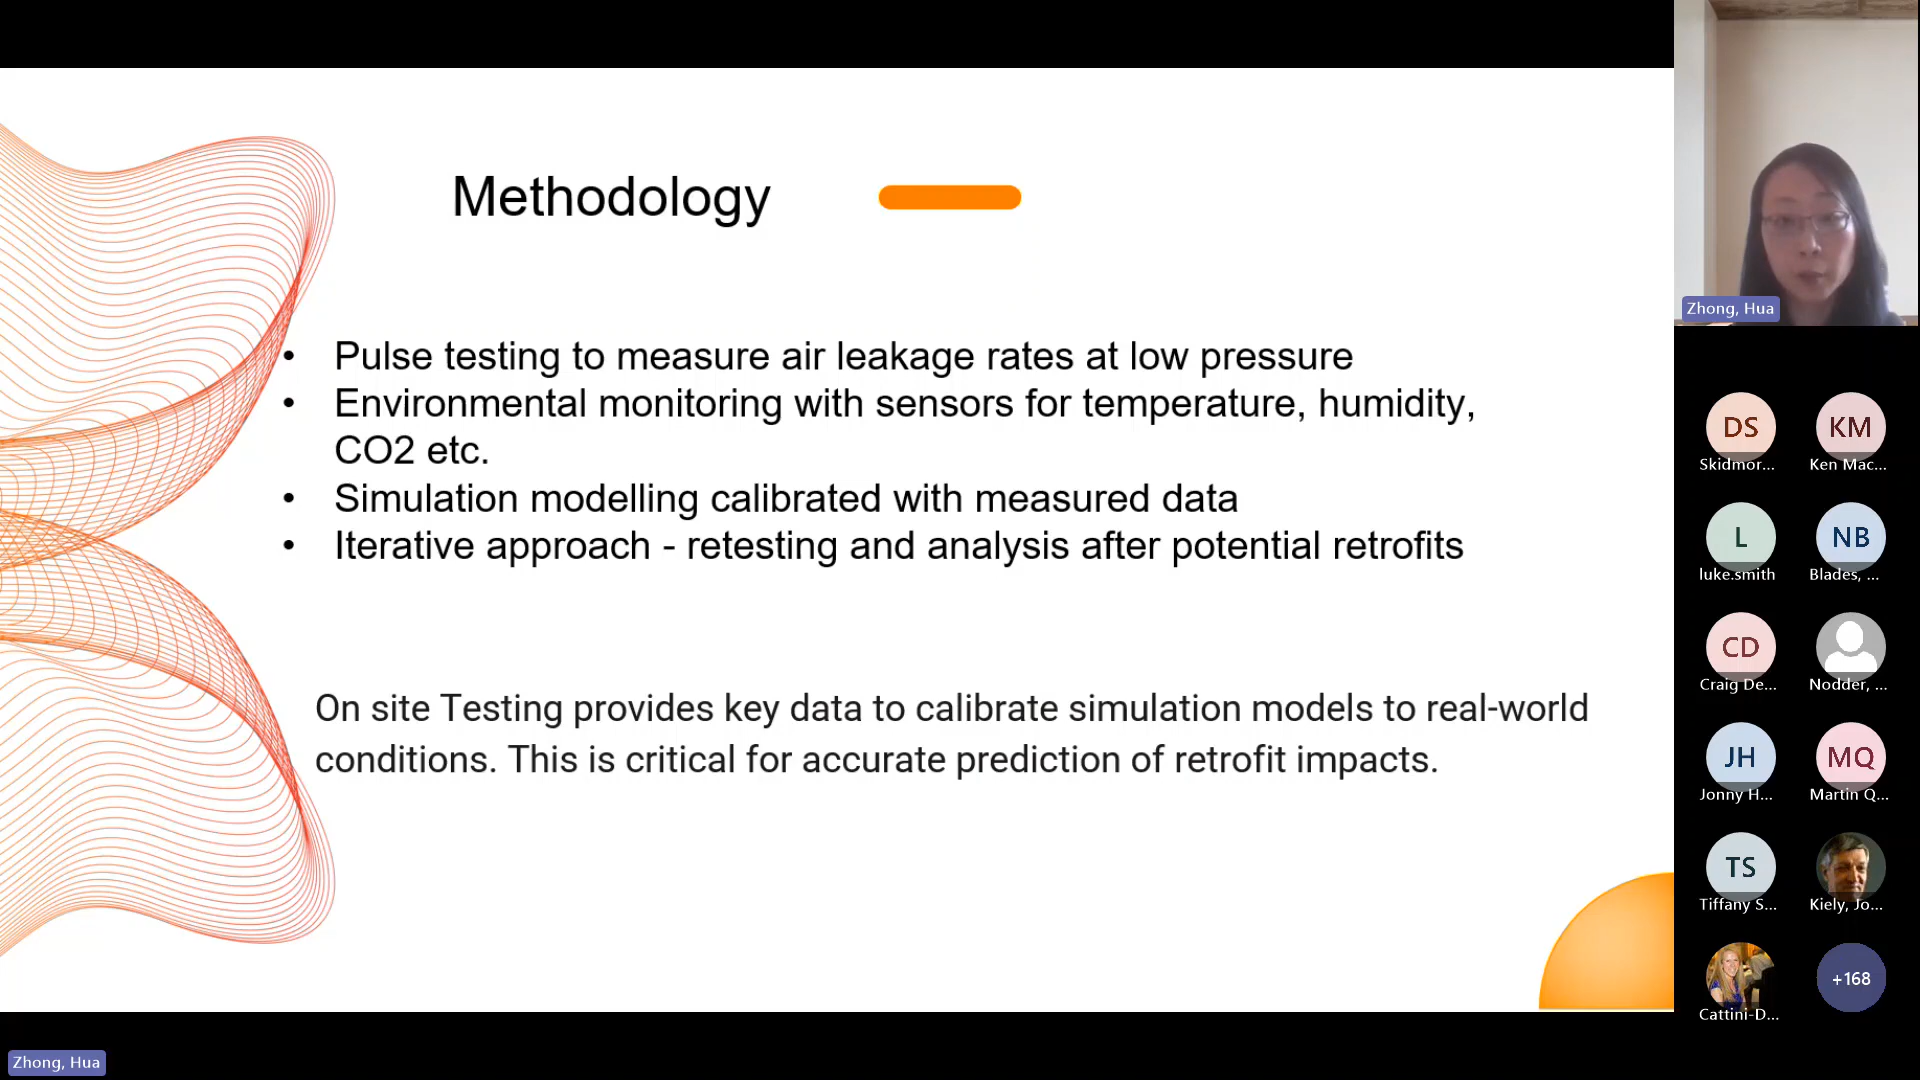 Methodology
• Pulse testing to measure air leakage rates at low pressure
• Environmental monitoring with sensors for temperature, humidity,
CO2 etc.
• Simulation modelling calibrated with measured data
• Iterative approach - retesting and analysis after potential retrofits
On site Testing provides key data to calibrate simulation models to real-world
conditions. This is critical for accurate prediction of retrofit impacts.
Zhong, Hua
Zhong, Hua
DS
KM
Skidmor...
Ken Mac...
L
NB
luke.smith
Blades, ...
CD
Craig De...
Nodder, ...
JH
MQ
Jonny H...
Martin Q...
TS
Tiffany S...
Kiely, Jo...
+168
Cattini-D...